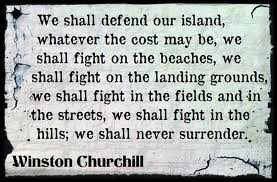 We shall defend our island,
whatever the cost may be, we
shall fight on the beaches, we
shall fight on the landing grounds,
we shall fight in the fields and in
the streets, we shall fight in the
hills; we shall never surrender.
Winston Churchill